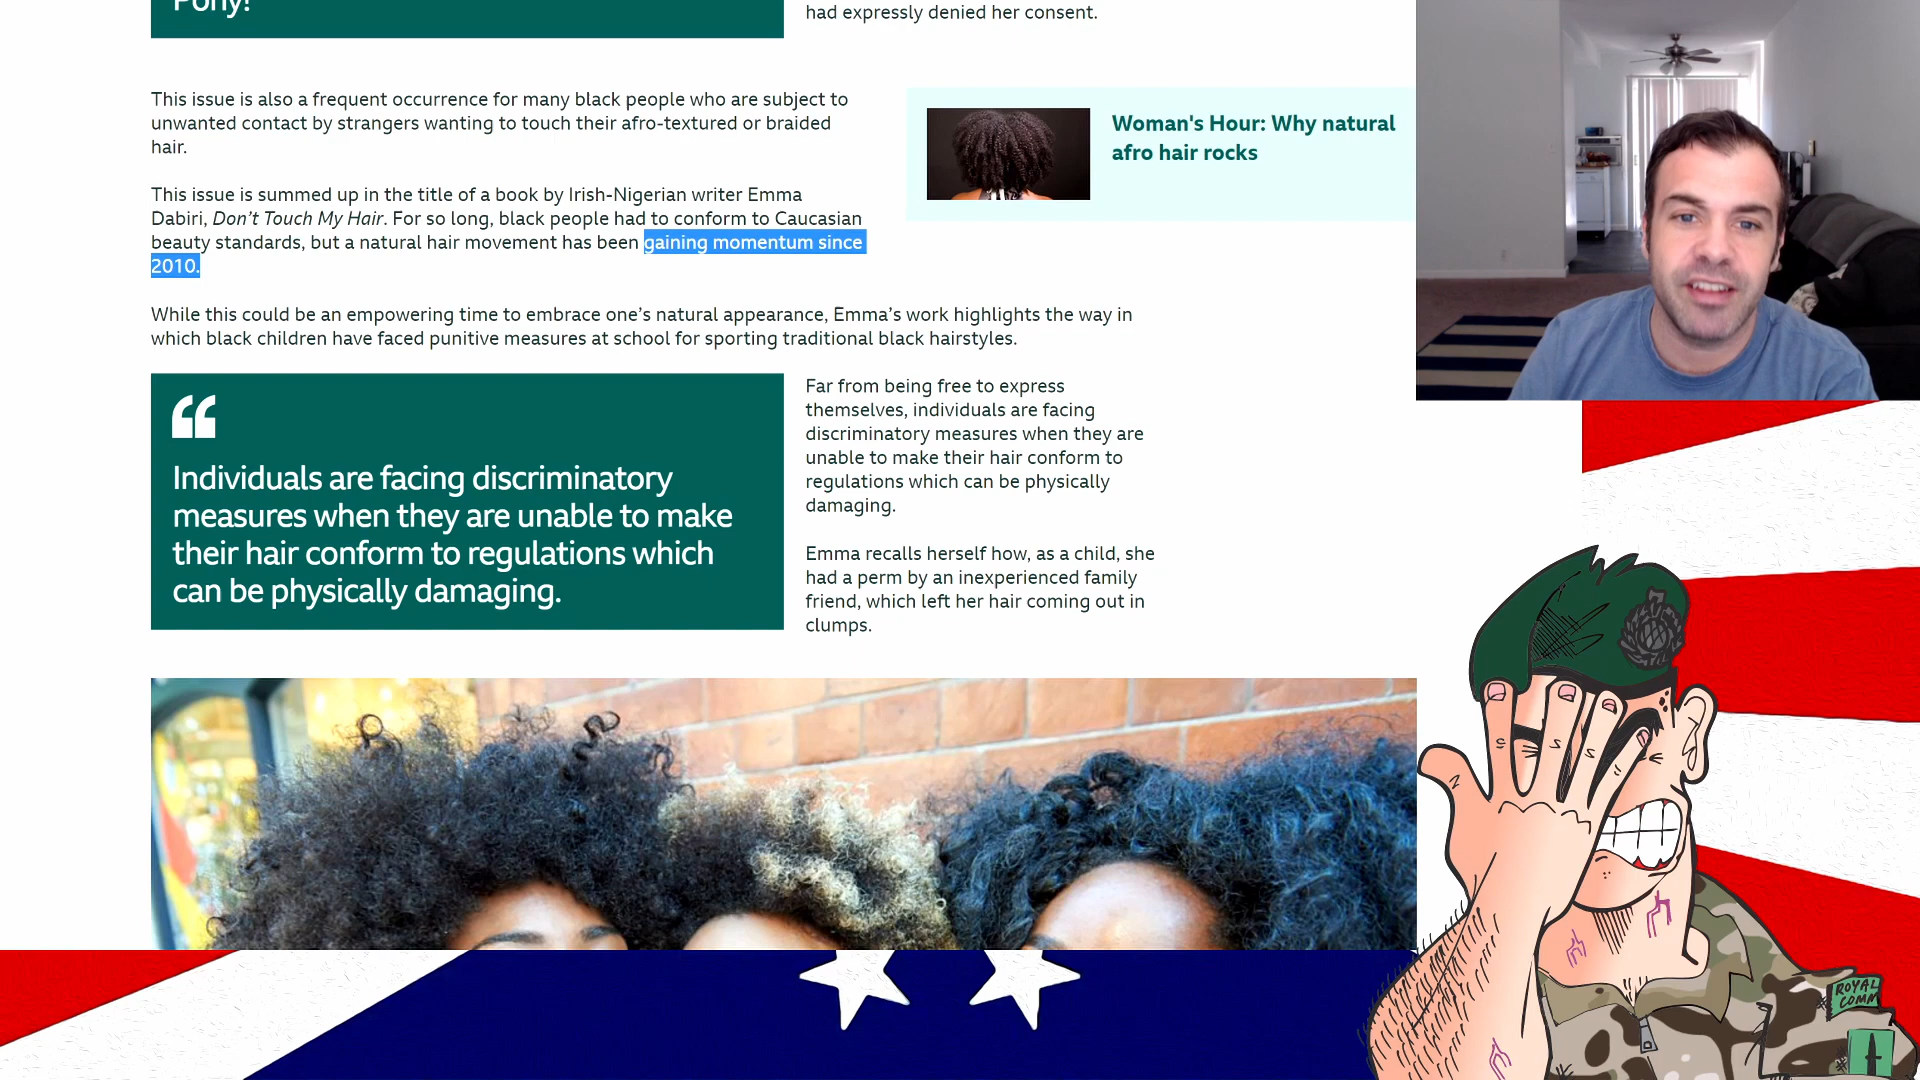 Pony!
had expressly denied her consent.
This issue is also a frequent occurrence for many black people who are subject to
unwanted contact by strangers wanting to touch their afro-textured or braided
hair.
Woman's Hour: Why natural
afro hair rocks
This issue is summed up in the title of a book by Irish-Nigerian writer Emma
Dabiri, Don’t Touch My Hair. For so long, black people had to conform to Caucasian
beauty standards, but a natural hair movement has been gaining momentum since
2010.
While this could be an empowering time to embrace one’s natural appearance, Emma’s work highlights the way in
which black children have faced punitive measures at school for sporting traditional black hairstyles.
“
Individuals are facing discriminatory
measures when they are unable to make
their hair conform to regulations which
can be physically damaging.
Far from being free to express
themselves, individuals are facing
discriminatory measures when they are
unable to make their hair conform to
regulations which can be physically
damaging.
Emma recalls herself how, as a child, she
had a perm by an inexperienced family
friend, which left her hair coming out in
clumps.
ROYAL
COMM